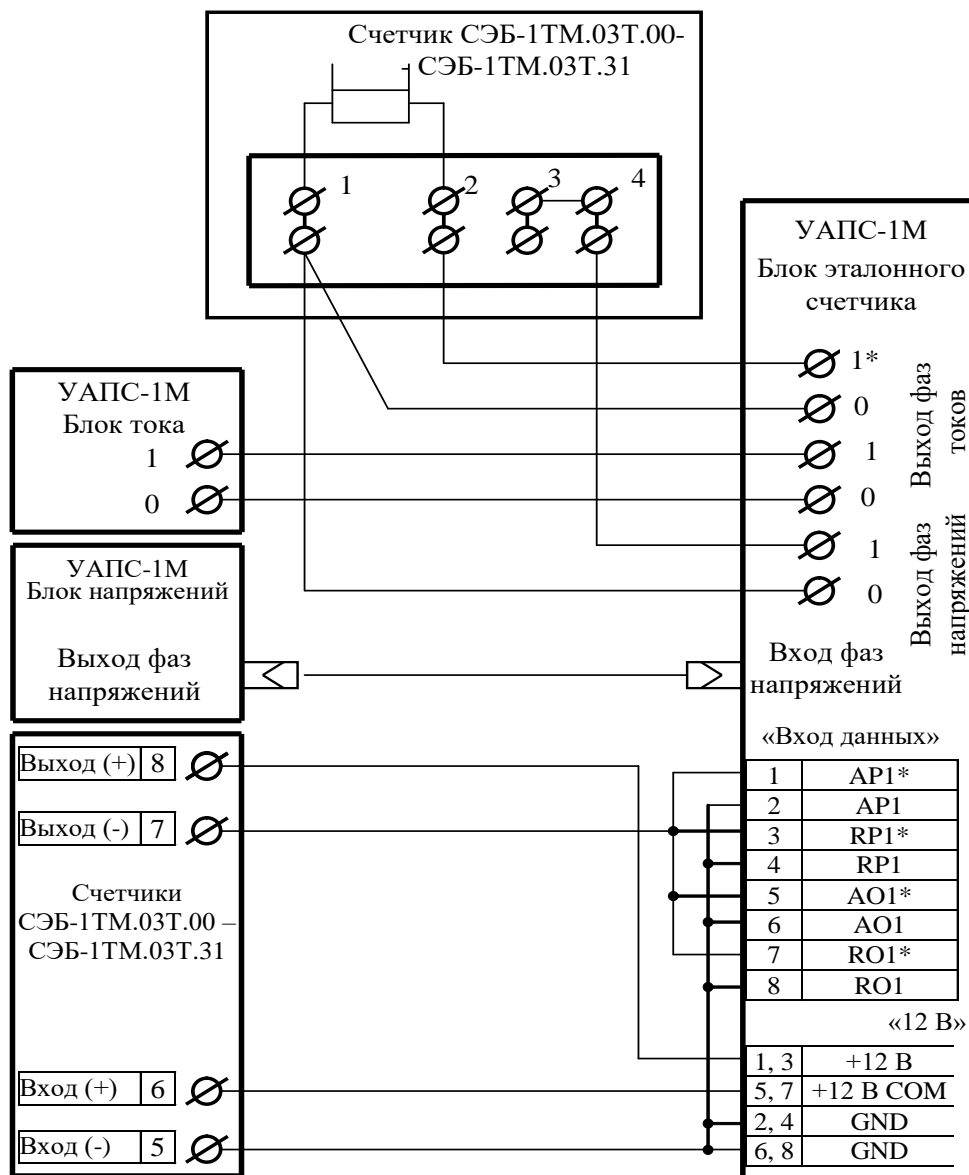 Счетчик СЭБ-1ТМ.03Т.00-
СЭБ-1ТМ.03Т.31
1
2
3
4
УАПС-1М
Блок эталонного
счетчика
1*
0
1
0
1
0
Выход фаз
токов
Выход фаз
напряжений
УАПС-1М
Блок тока
1
0
УАПС-1М
Блок напряжений
Выход фаз
напряжений
Вход фаз
напряжений
«Вход данных»
1 AP1*
2 AP1
3 RP1*
4 RP1
5 AO1*
6 AO1
7 RO1*
8 RO1
«12 В»
1, 3 +12 В
5, 7 +12 В COM
2, 4 GND
6, 8 GND
Выход (+) 8
Выход (-) 7
Счетчики
СЭБ-1ТМ.03Т.00 –
СЭБ-1ТМ.03Т.31
Вход (+) 6
Вход (-) 5